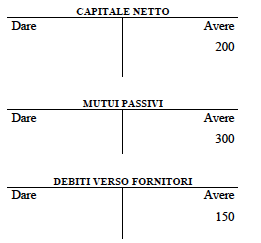 CAPITALE NETTO
Dare Avere
200
MUTUI PASSIVI
Dare Avere
300
DEBITI VERSO FORNITORI
Dare Avere
150